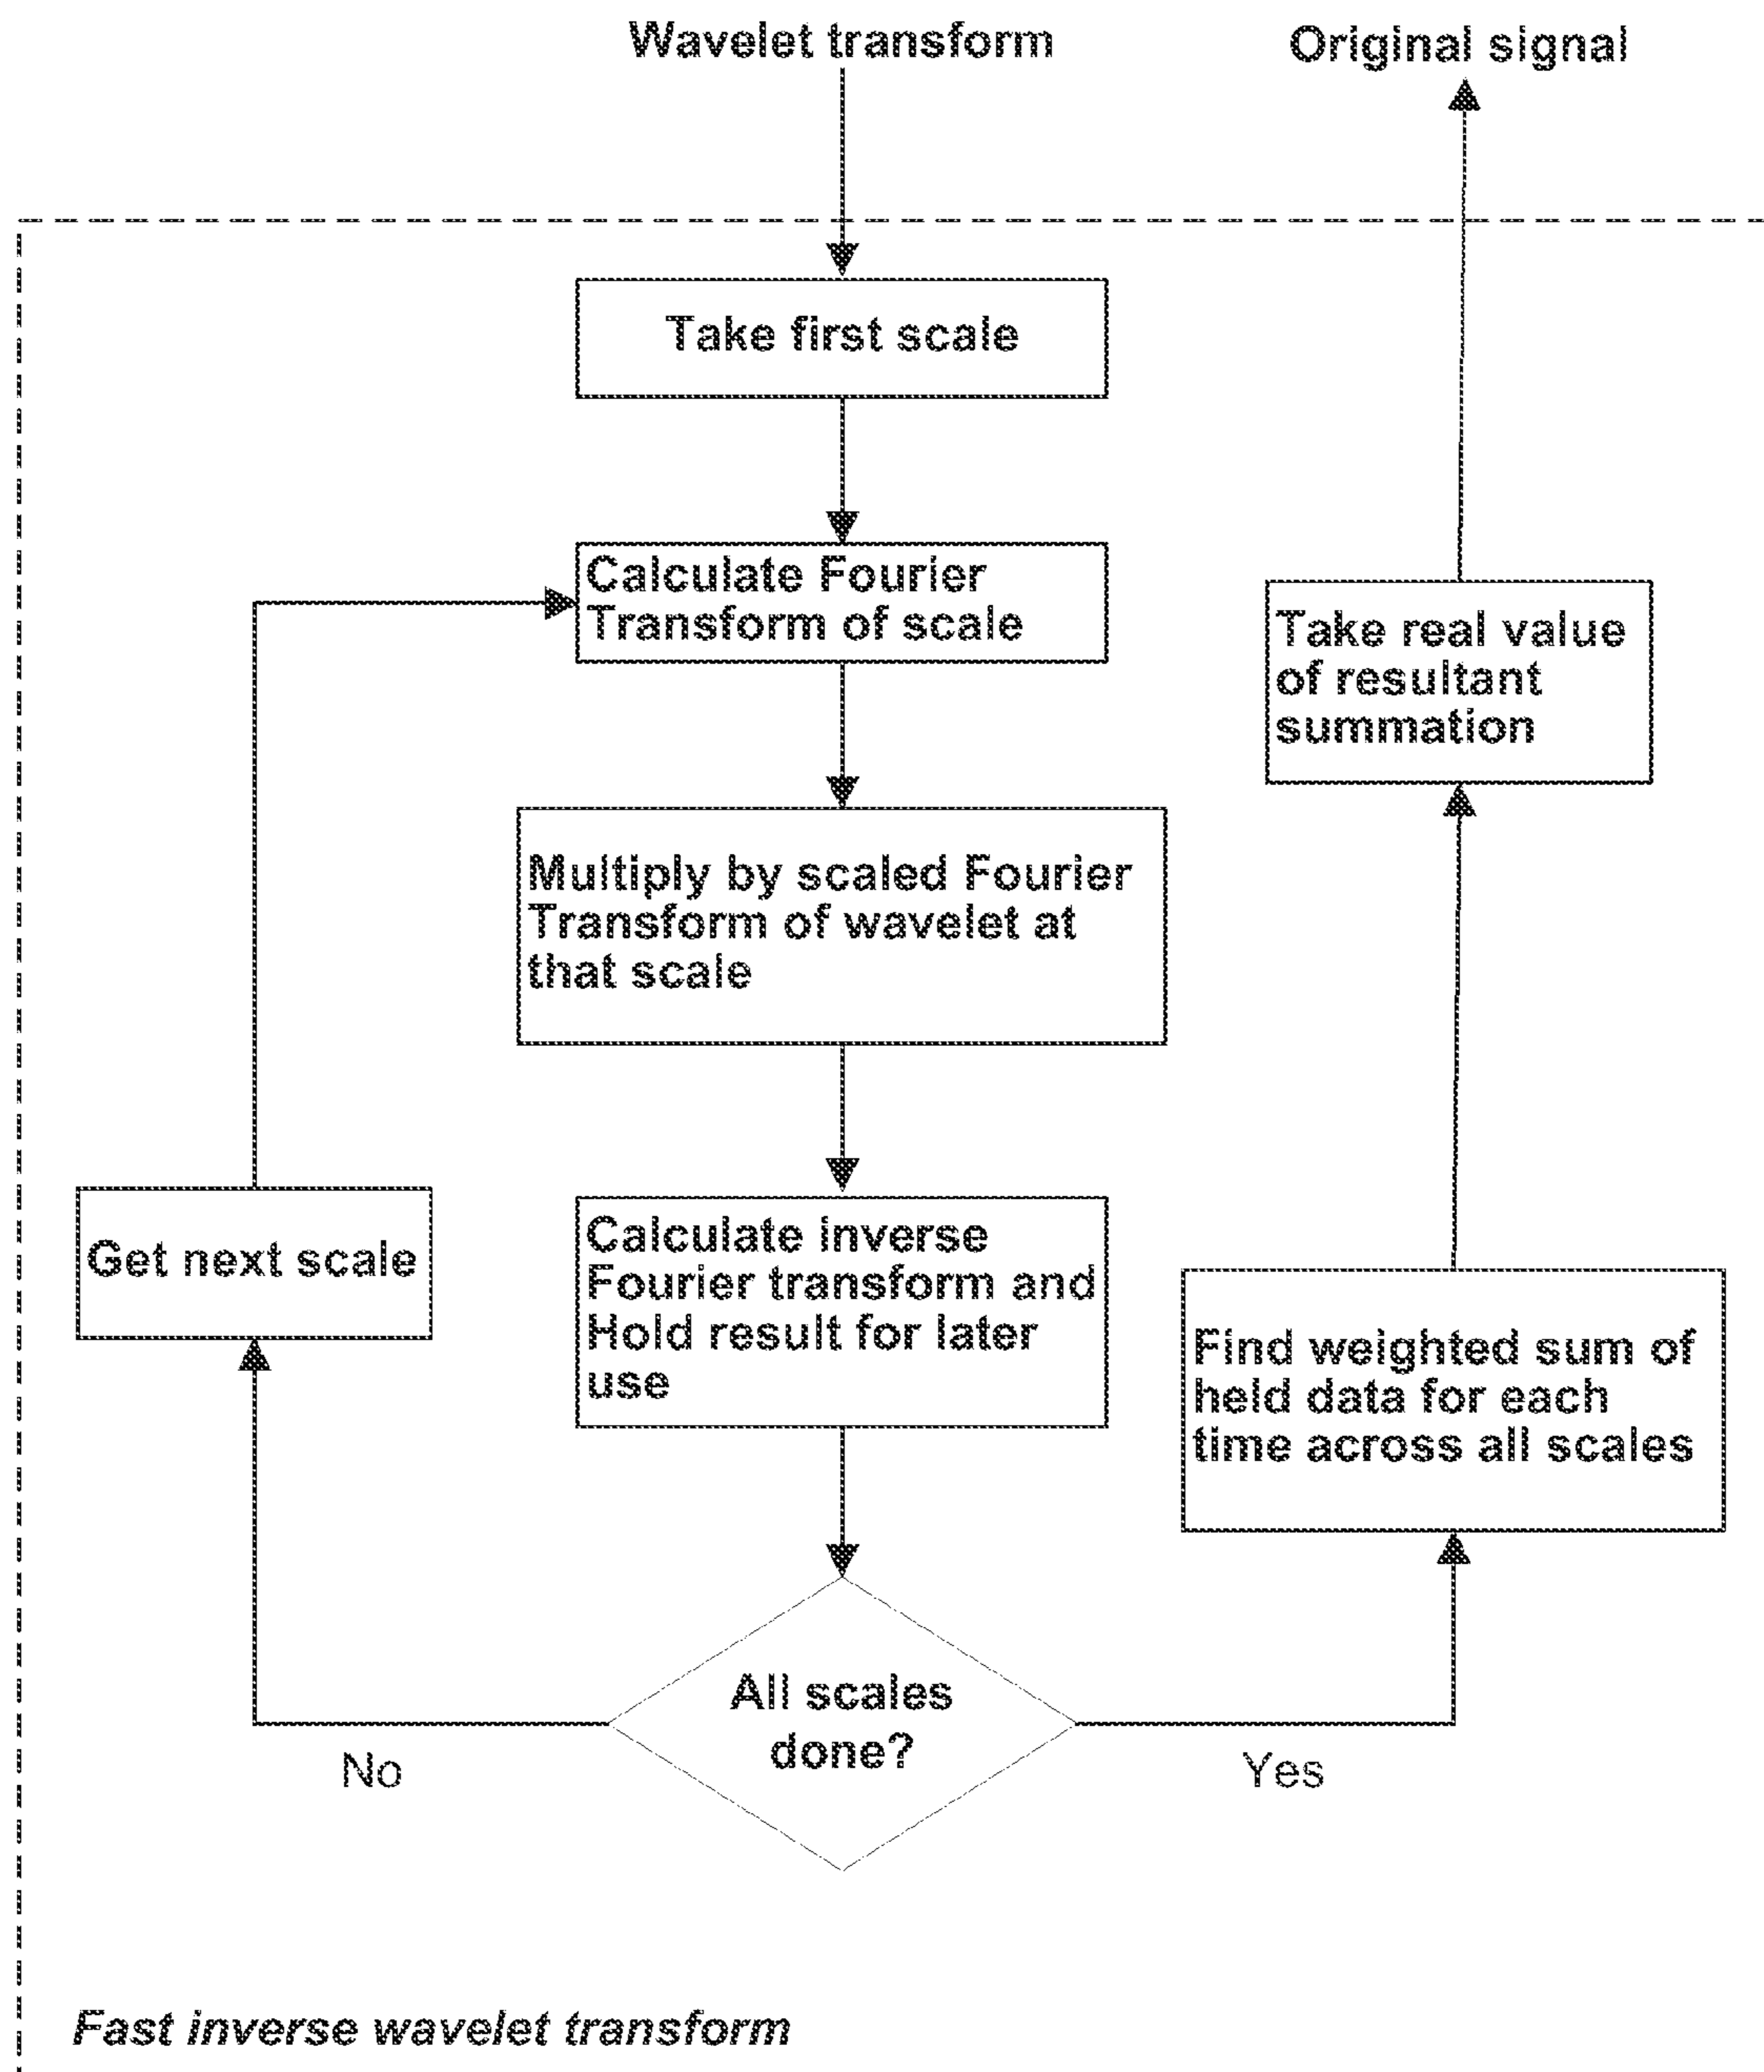 Wavelet transform
Original signal
Take first scale
Calculate Fourier
Transform of scale
Take real value
of resultant
summation
Multiply by scaled Fourier
Transform of wavelet at
that scale
Get next scale
Calculate inverse
Fourier transform and
Hold result for later
use
Find weighted sum of
held data for each
time across all scales
All scales
done?
No
Yes
Fast inverse wavelet transform